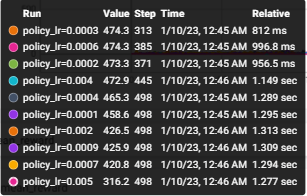 Run Value Step Time Relative
policy_lr=0.0003 474.3 313 1/10/23, 12:45 AM 812 ms
policy_lr=0.0006 474.3 385 1/10/23, 12:44 AM 996.8 ms
policy_lr=0.0002 473.3 371 1/10/23, 12:45 AM 956.5 ms
policy_lr=0.004 472.9 445 1/10/23, 12:46 AM 1.149 sec
policy_lr=0.0004 465.3 498 1/10/23, 12:45 AM 1.289 sec
policy_lr=0.0001 458.6 498 1/10/23, 12:45 AM 1.295 sec
policy_lr=0.002 426.5 498 1/10/23, 12:46 AM 1.313 sec
policy_lr=0.0009 425.9 498 1/10/23, 12:44 AM 1.309 sec
policy_lr=0.0007 420.8 498 1/10/23, 12:44 AM 1.294 sec
policy_lr=0.005 316.2 498 1/10/23, 12:46 AM 1.277 sec